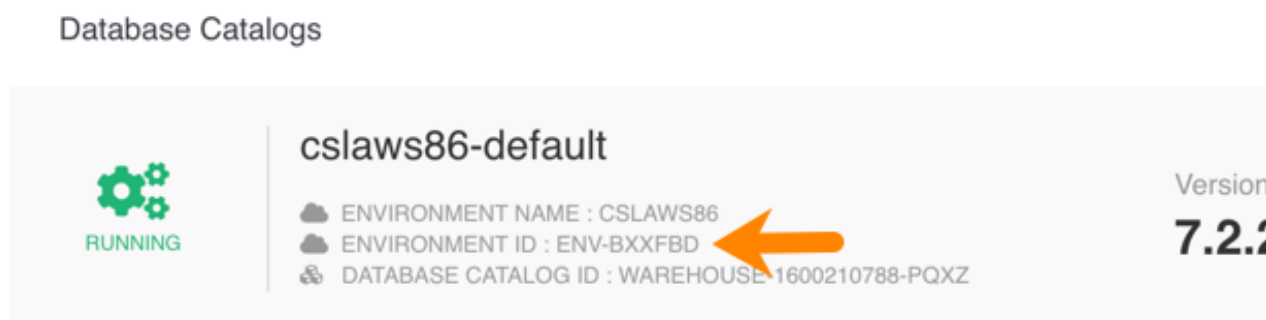 Database Catalogs
cslaws86-default
ENVIRONMENT NAME : CSLAWS86
ENVIRONMENT ID : ENV-BXXFBD
DATABASE CATALOG ID : WAREHOUSE-1600210788-PQXZ
RUNNING
Version
7.2.2